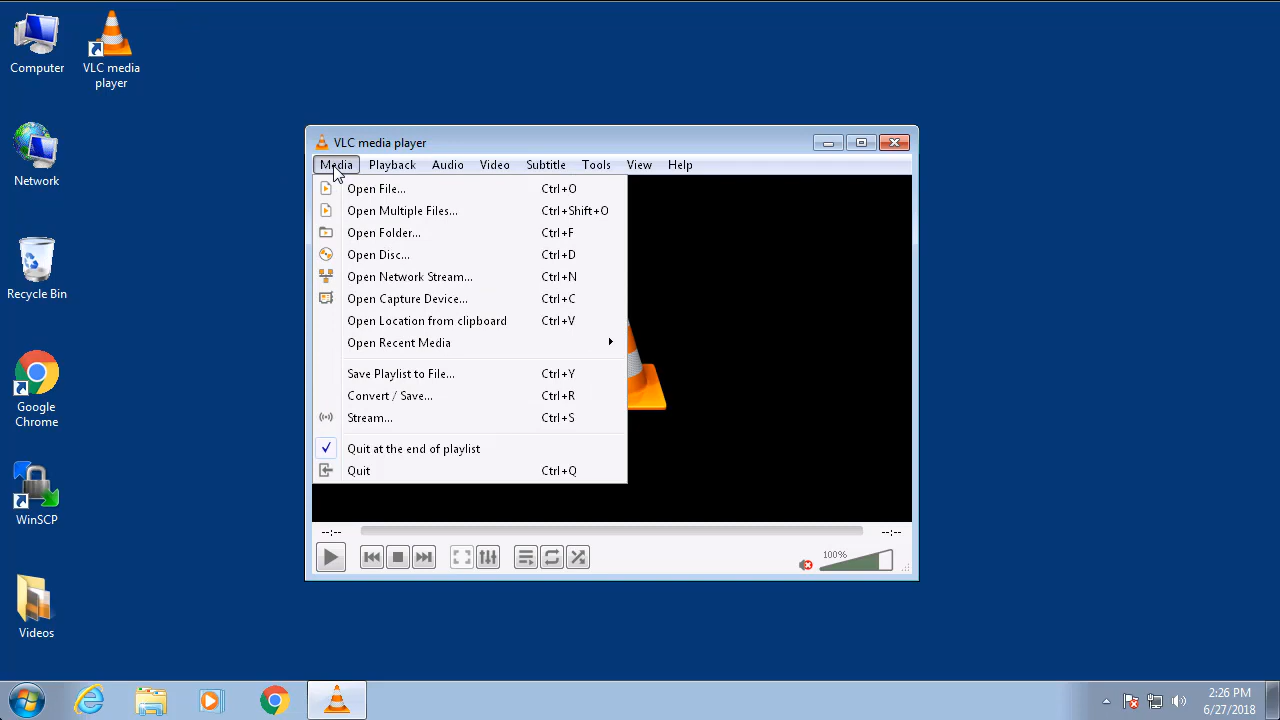 Computer
VLC media
player
Network
Recycle Bin
Google
Chrome
WinSCP
Videos
VLC media player
Media Playback Audio Video Subtitle Tools View Help
Open File... Ctrl+O
Open Multiple Files... Ctrl+Shift+O
Open Folder... Ctrl+F
Open Disc... Ctrl+D
Open Network Stream... Ctrl+N
Open Capture Device... Ctrl+C
Open Location from clipboard Ctrl+V
Open Recent Media
Save Playlist to File... Ctrl+Y
Convert / Save... Ctrl+R
Stream... Ctrl+S
Quit at the end of playlist
Quit Ctrl+Q
--:-- --:--
100%
2:26 PM
6/27/2018